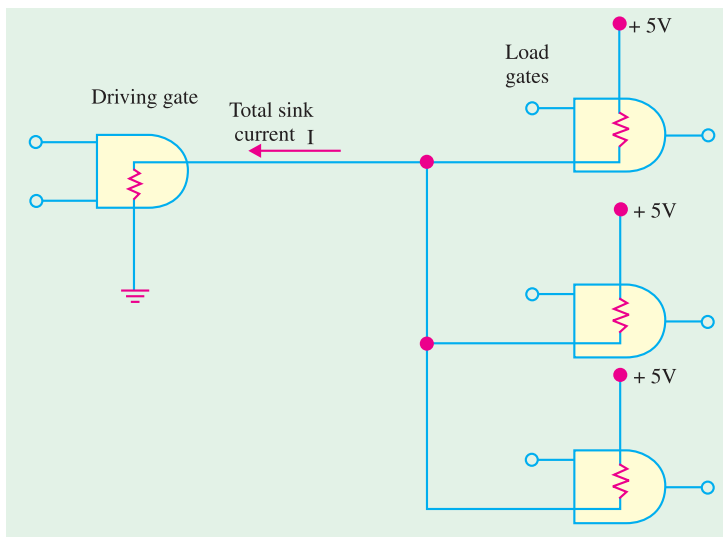 + 5V
Load
gates
Driving gate
Total sink
current I
+ 5V
+ 5V